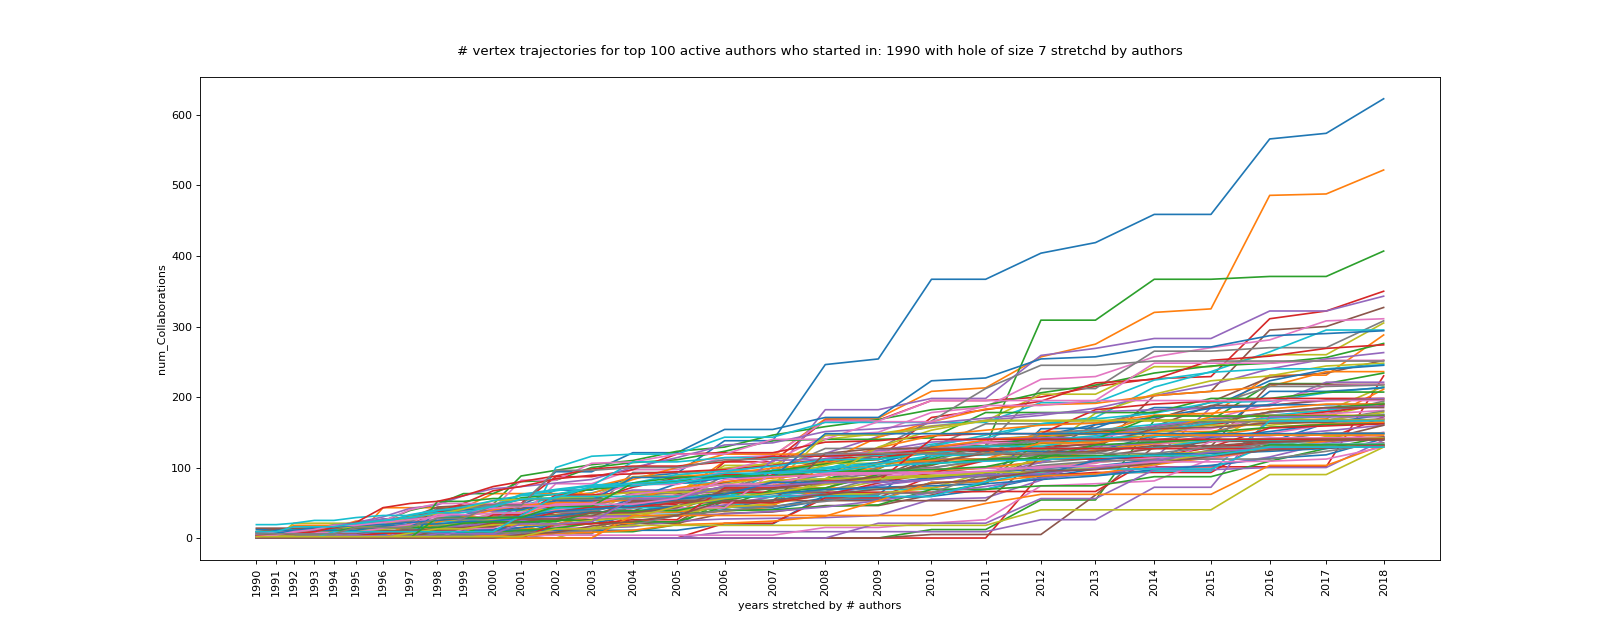 # vertex trajectories for top 100 active authors who started in: 1990 with hole of size 7 stretchd by authors
num_Collaborations
600
500
400
300
200
100
0
1990 1991 1992 1993 1994 1995 1996 1997 1998 1999 2000 2001 2002 2003 2004 2005 2006 2007 2008 2009 2010 2011 2012 2013 2014 2015 2016 2017 2018
years stretched by # authors